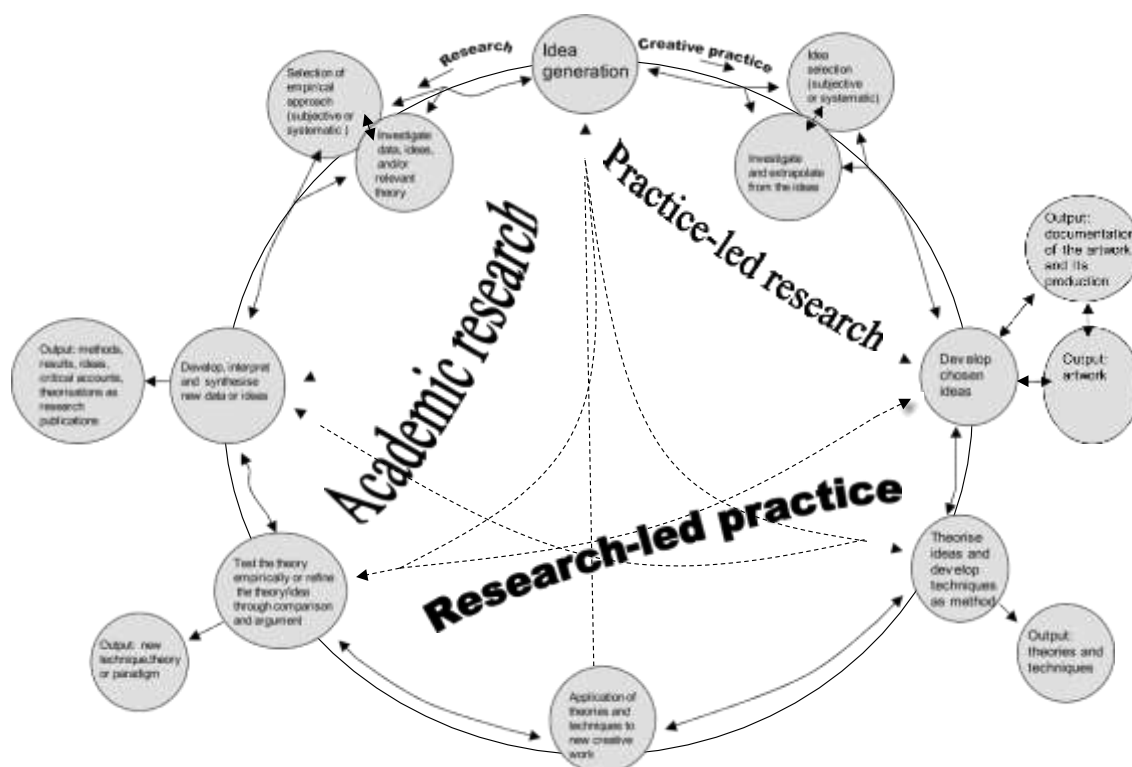 Research
Idea
generation
Creative practice
Idea
selection
(subjective
or systematic)
Selection of
empirical
approach
(subjective or
systematic )
Investigate
data, ideas,
and/or
relevant
theory
Investigate
and extrapolate
from the ideas
Practice-led research
Academic research
Research-led practice
Output:
documentation
of the artwork
and its
production
Output:
artwork
Develop
chosen
ideas
Output: methods,
results, ideas,
critical accounts,
theorisations as
research
publications
Develop, interpret
and synthesise
new data or ideas
Test the theory
empirically or refine
the theory/idea
through comparison
and argument
Theorise
ideas and
develop
techniques
as method
Output: new
technique,theory
or paradigm
Output:
theories and
techniques
Application of
theories and
techniques to
new creative
work